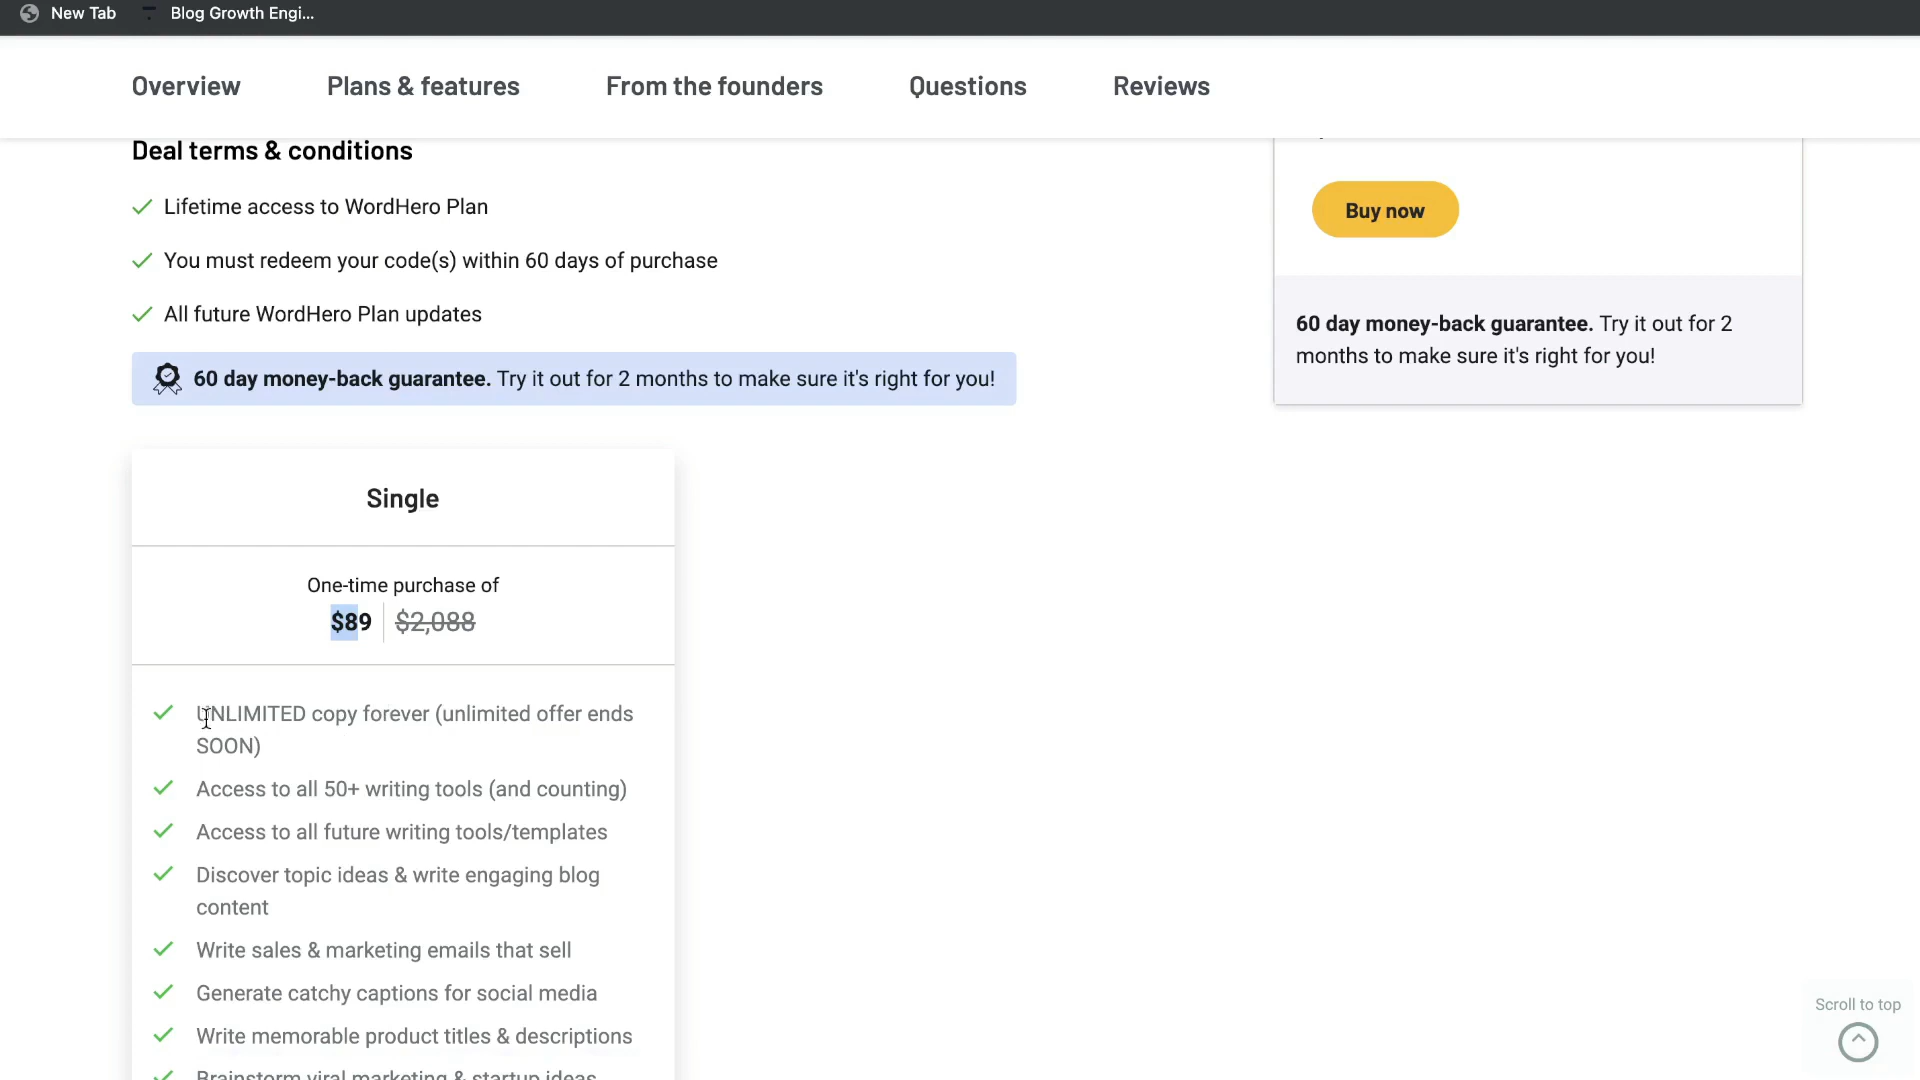 New Tab
Blog Growth Engi...
Overview
Plans & features
From the founders
Questions
Reviews
Deal terms & conditions
Lifetime access to WordHero Plan
You must redeem your code(s) within 60 days of purchase
All future WordHero Plan updates
60 day money-back guarantee. Try it out for 2 months to make sure it's right for you!
Buy now
60 day money-back guarantee. Try it out for 2
months to make sure it's right for you!
Single
One-time purchase of
$89 $2,088
UNLIMITED copy forever (unlimited offer ends
SOON)
Access to all 50+ writing tools (and counting)
Access to all future writing tools/templates
Discover topic ideas & write engaging blog
content
Write sales & marketing emails that sell
Generate catchy captions for social media
Write memorable product titles & descriptions
Brainstorm viral marketing & startup ideas
Scroll to top